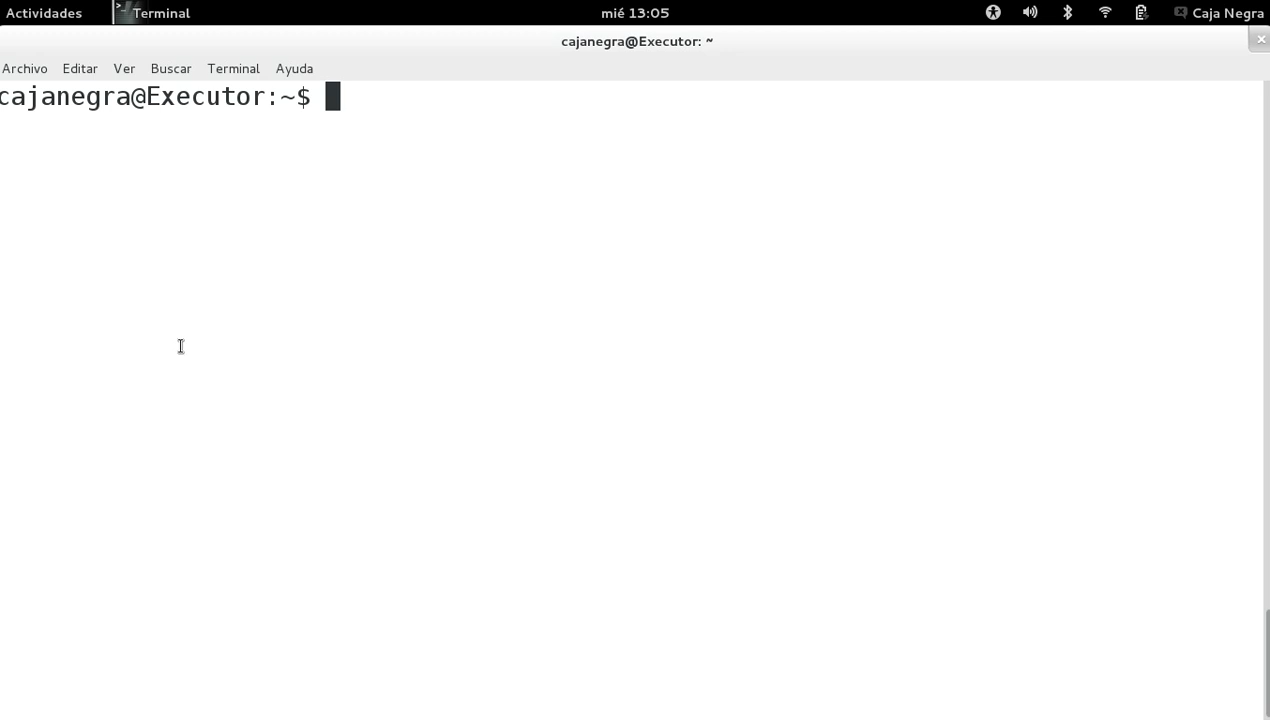 Actividades Terminal mié 13:05 Caja Negra
cajanegra@Executor: ~
Archivo Editar Ver Buscar Terminal Ayuda
cajanegra@Executor:~$